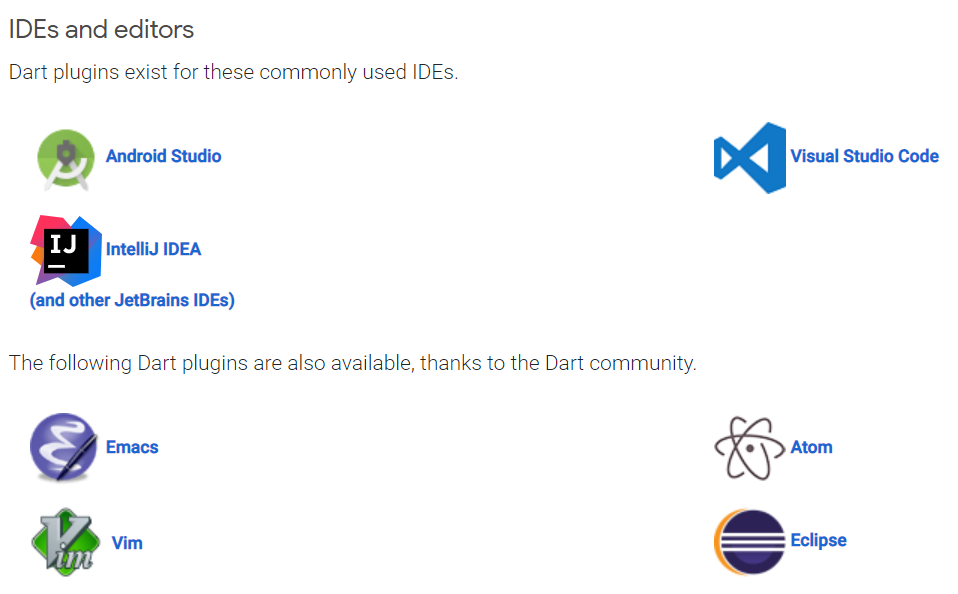 IDEs and editors
Dart plugins exist for these commonly used IDEs.
Android Studio
Visual Studio Code
IJ
IntelliJ IDEA
(and other JetBrains IDEs)
The following Dart plugins are also available, thanks to the Dart community.
Emacs
Atom
Vim
Vim
Eclipse